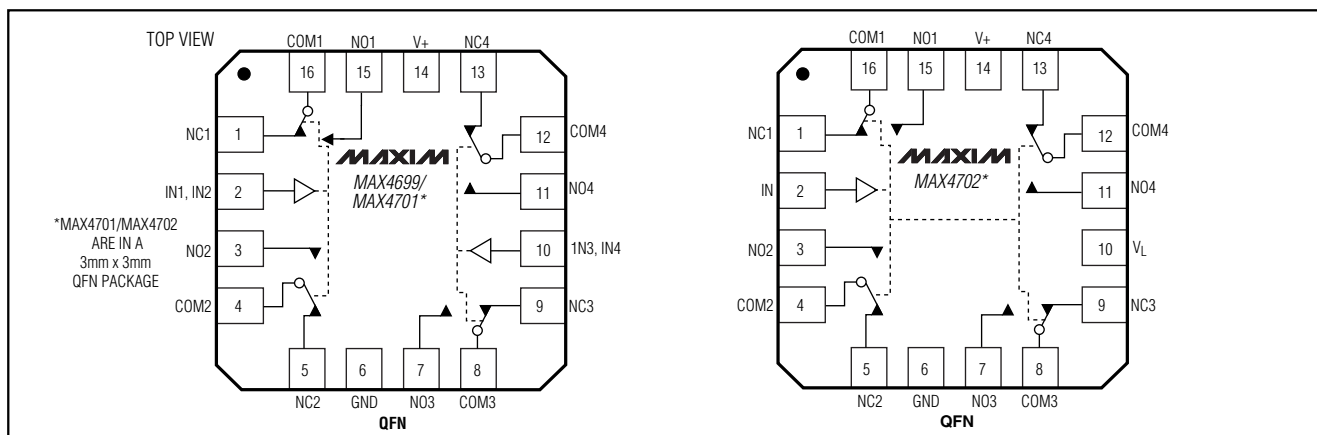 TOP VIEW
COM1 NO1 V+ NC4
16 15 14 13
NC1 1
12 COM4
MAXIM
MAX4699/
MAX4701*
IN1, IN2 2
11 NO4
*MAX4701/MAX4702
ARE IN A
3mm x 3mm
QFN PACKAGE
NO2 3
10 1N3, IN4
COM2 4
9 NC3
5 6 7 8
NC2 GND NO3 COM3
QFN
COM1 NO1 V+ NC4
16 15 14 13
NC1 1
12 COM4
MAXIM
MAX4702*
IN 2
11 NO4
NO2 3
10 VL
COM2 4
9 NC3
5 6 7 8
NC2 GND NO3 COM3
QFN